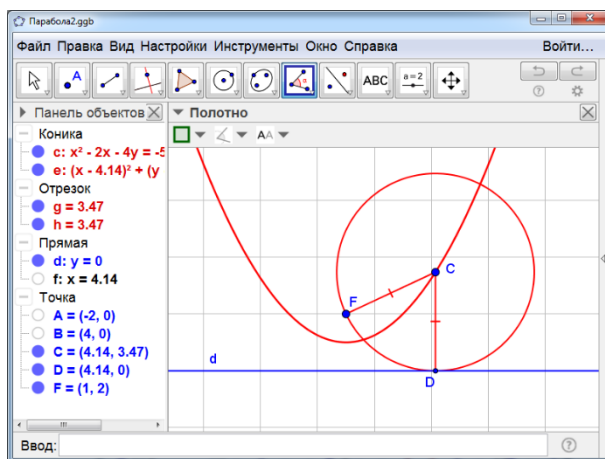 Парабола2.ggb
Файл Правка Вид Настройки Инструменты Окно Справка Войти...
A ABC a=2
Панель объектов Полотно
AA
Коника
c: x² - 2x - 4y = -5
e: (x - 4.14)² + (y
Отрезок
g = 3.47
h = 3.47
Прямая
d: y = 0
f: x = 4.14
Точка
A = (-2, 0)
B = (4, 0)
C = (4.14, 3.47)
D = (4.14, 0)
F = (1, 2)
C
F
d
D
Ввод: